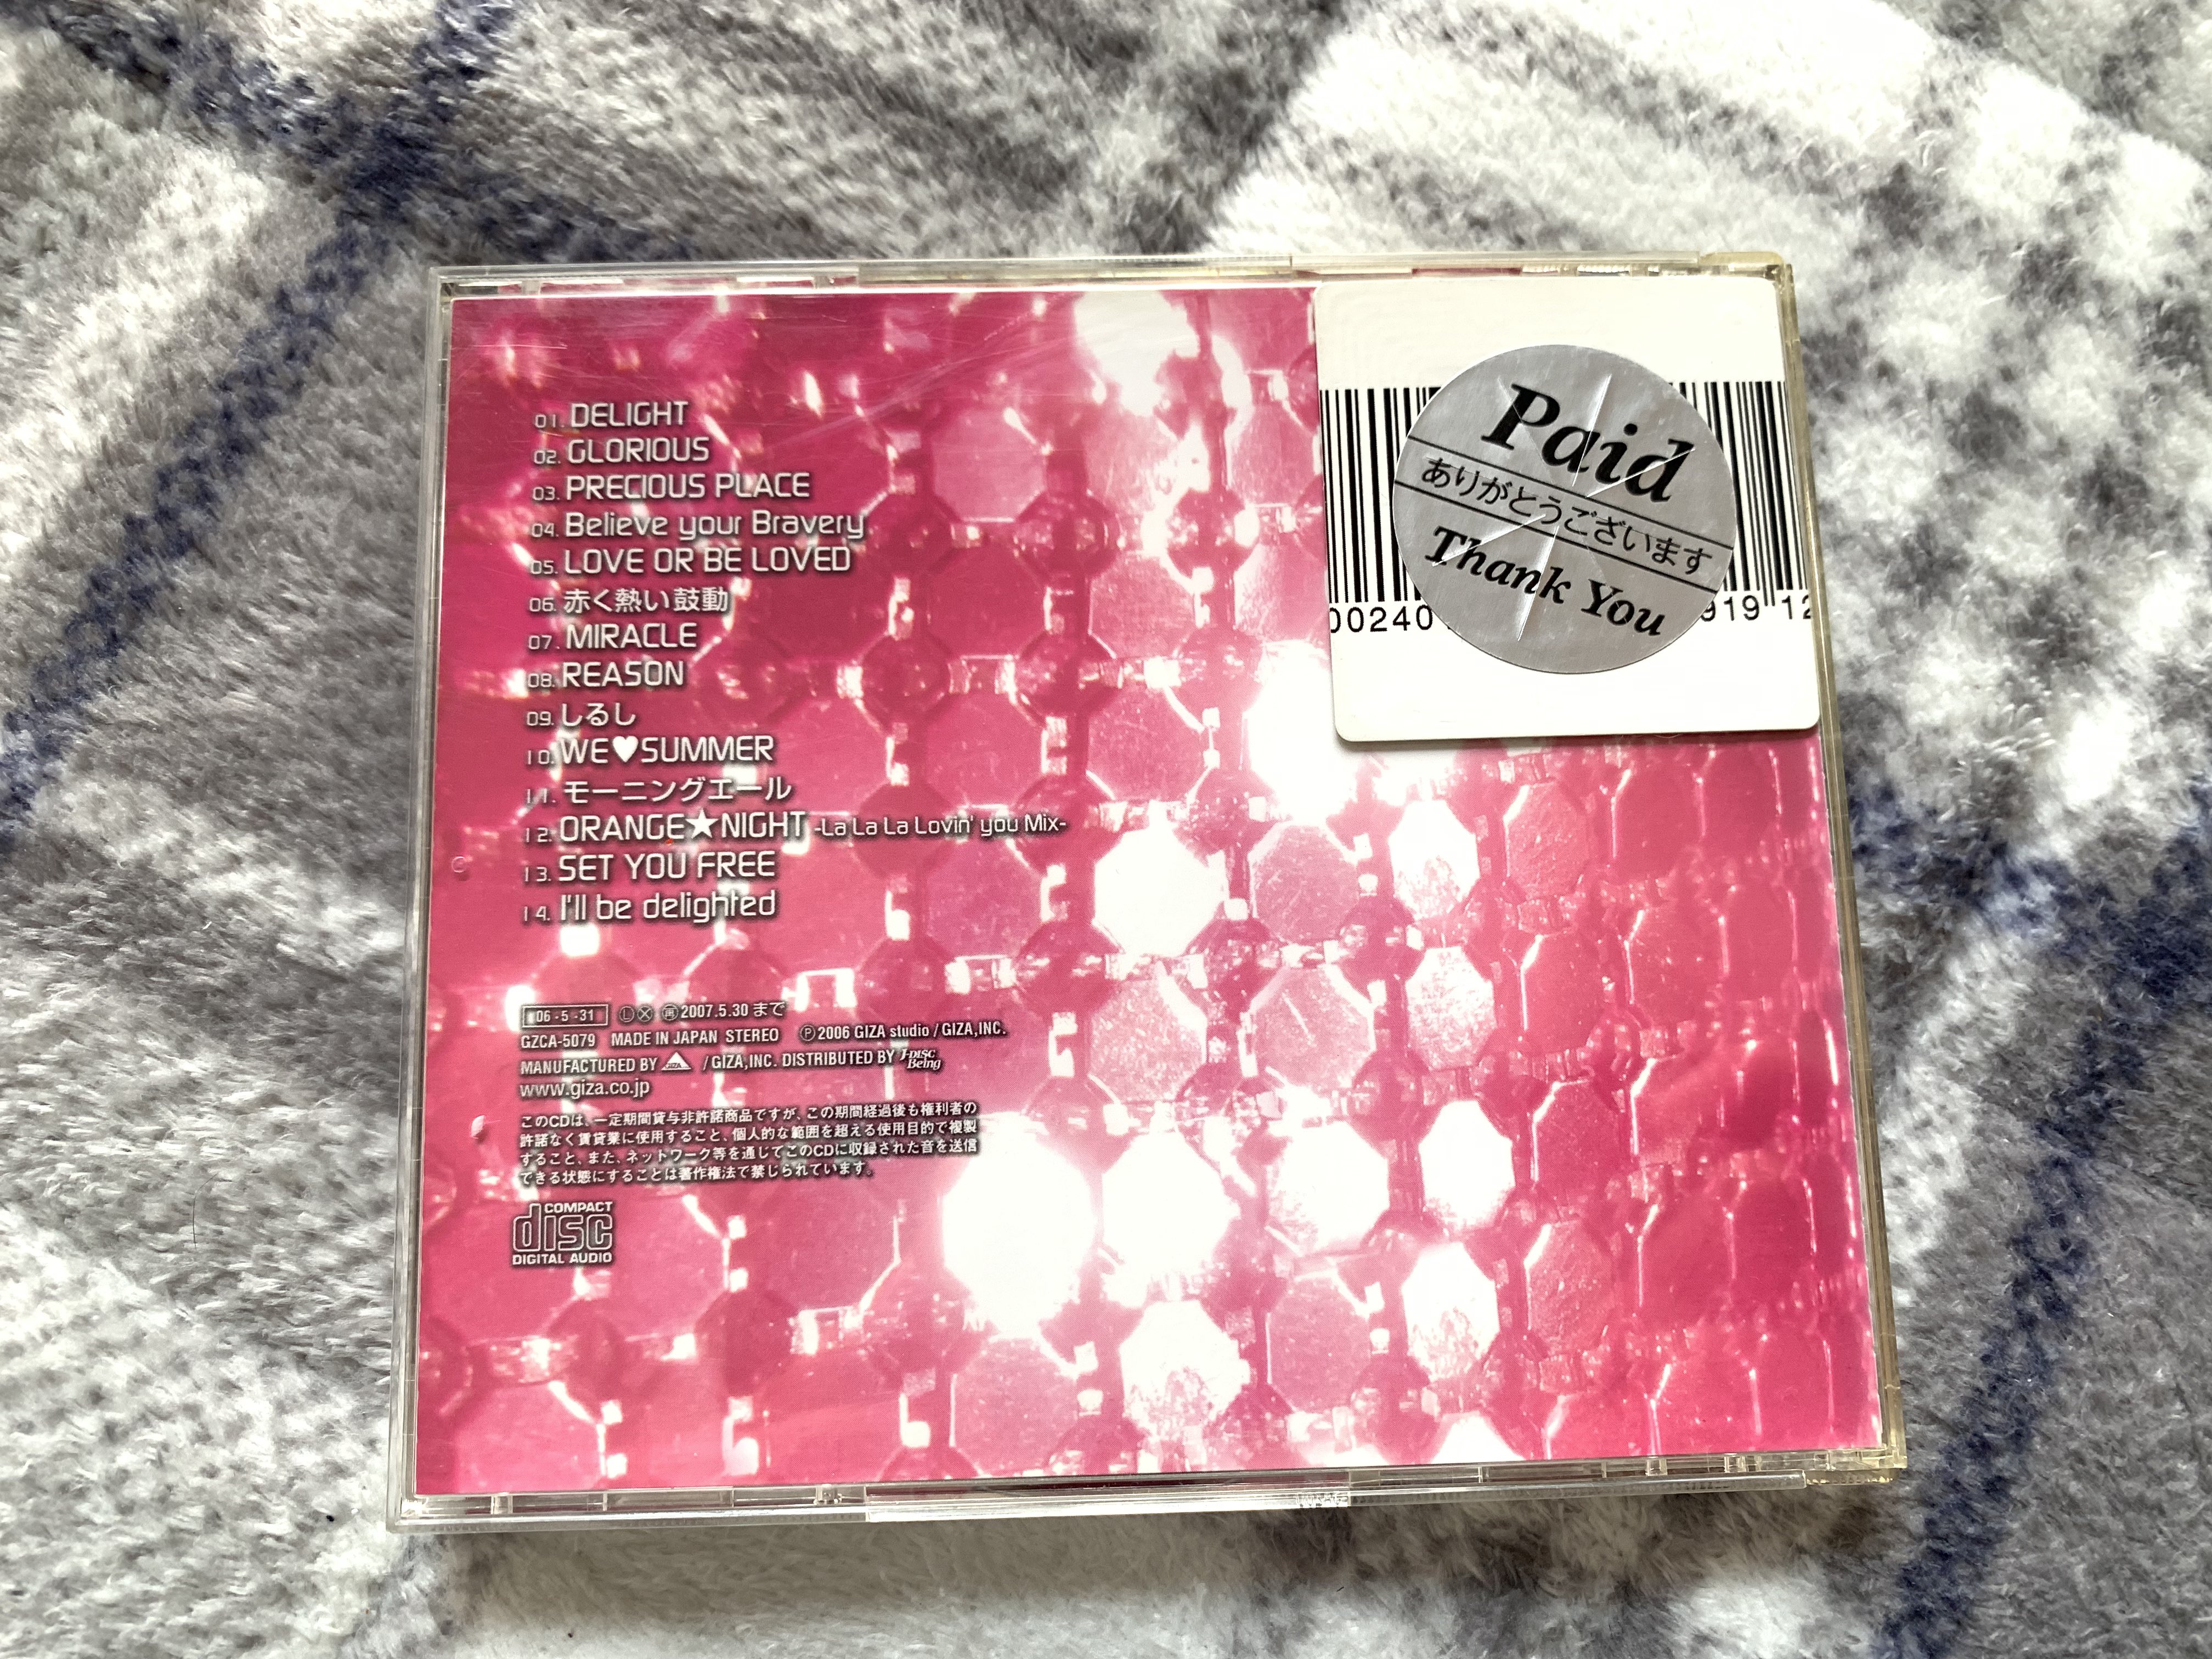 01. DELIGHT
02. GLORIOUS
03. PRECIOUS PLACE
04. Believe your Bravery
05. LOVE OR BE LOVED
06. 赤く熱い鼓動
07. MIRACLE
08. REASON
09. しるし
10. WE♥SUMMER
11. モーニングエール
12. ORANGE★NIGHT -La La La Lovin' you Mix-
13. SET YOU FREE
14. I'll be delighted
06-5-31 Ⓛ Ⓧ ㊢2007.5.30 まで
GZCA-5079 MADE IN JAPAN STEREO Ⓟ2006 GIZA studio / GIZA,INC.
MANUFACTURED BY GIZA / GIZA,INC. DISTRIBUTED BY J-DISC Being
www.giza.co.jp
このCDは、一定期間貸与非許諾商品ですが、この期間経過後も権利者の
許諾なく賃貸業に使用すること、個人的な範囲を超える使用目的で複製
すること、また、ネットワーク等を通じてこのCDに収録された音を送信
できる状態にすることは著作権法で禁じられています。
COMPACT
disc
DIGITAL AUDIO
Paid
ありがとうございます
Thank You
00240
919 12